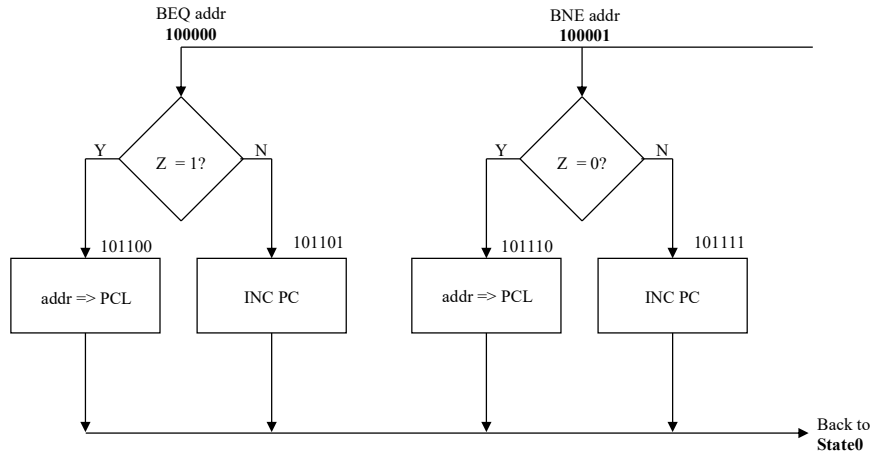 BEQ addr
100000
BNE addr
100001
Y
Z = 1?
N
Y
Z = 0?
N
101100
101101
101110
101111
addr => PCL
INC PC
addr => PCL
INC PC
Back to
State0